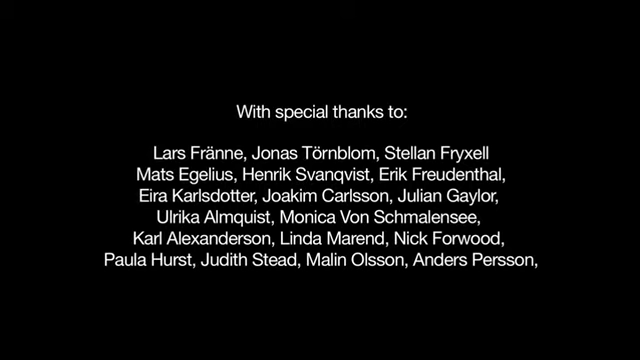 With special thanks to:
Lars Fränne, Jonas Törnblom, Stellan Fryxell
Mats Egelius, Henrik Svanqvist, Erik Freudenthal,
Eira Karlsdotter, Joakim Carlsson, Julian Gaylor,
Ulrika Almquist, Monica Von Schmalensee,
Karl Alexanderson, Linda Marend, Nick Forwood,
Paula Hurst, Judith Stead, Malin Olsson, Anders Persson,